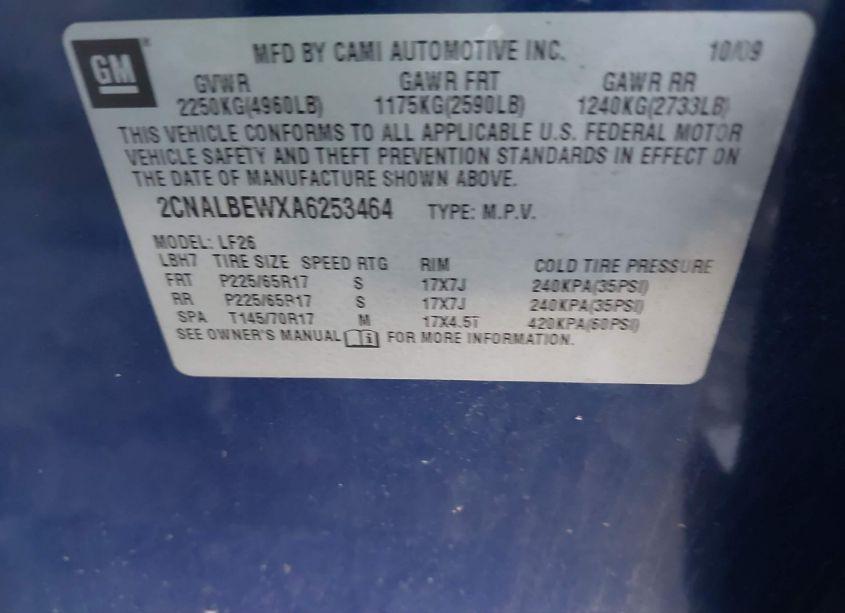 GM
MFD BY CAMI AUTOMOTIVE INC. 10/09
GVWR GAWR FRT GAWR RR
2250KG(4960LB) 1175KG(2590LB) 1240KG(2733LB)
THIS VEHICLE CONFORMS TO ALL APPLICABLE U.S. FEDERAL MOTOR
VEHICLE SAFETY AND THEFT PREVENTION STANDARDS IN EFFECT ON
THE DATE OF MANUFACTURE SHOWN ABOVE.
2CNALBEWXA6253464 TYPE: M.P.V.
MODEL: LF26
LBH7 TIRE SIZE SPEED RTG RIM COLD TIRE PRESSURE
FRT P225/65R17 S 17X7J 240KPA(35PSI)
RR P225/65R17 S 17X7J 240KPA(35PSI)
SPA T145/70R17 M 17X4.5T 420KPA(60PSI)
SEE OWNER'S MANUAL i FOR MORE INFORMATION.